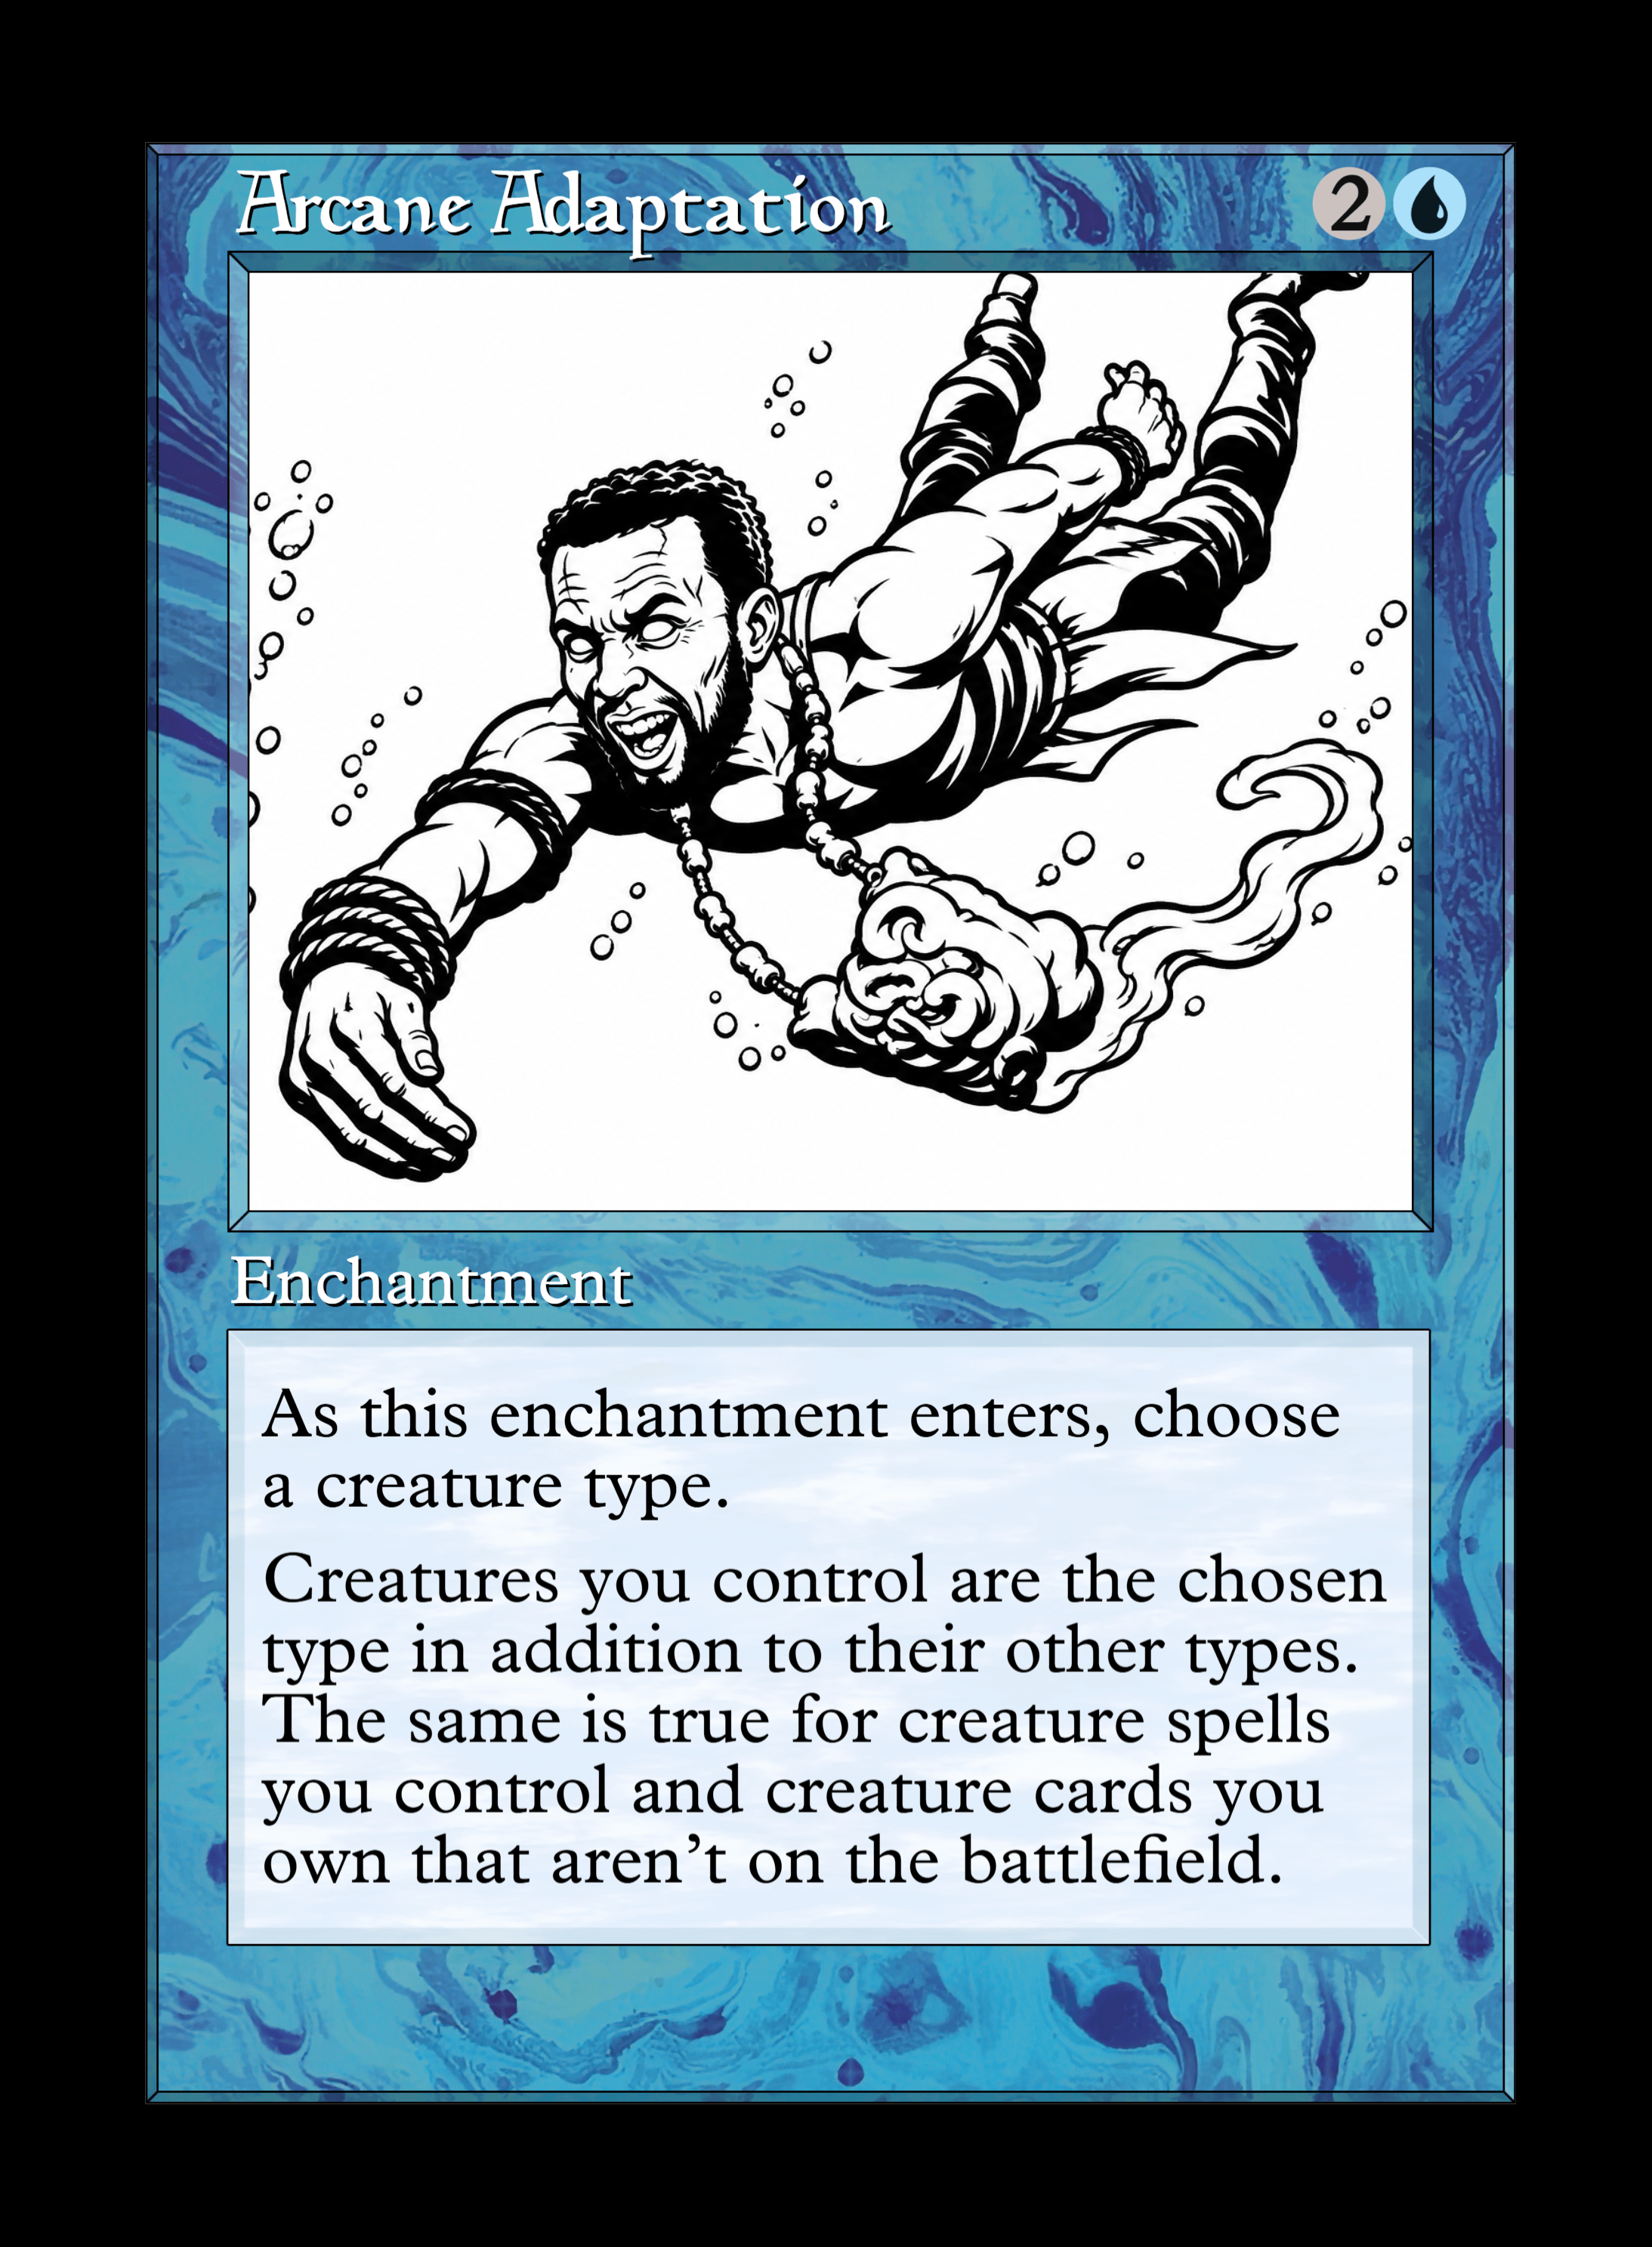 Arcane Adaptation 2
Enchantment
As this enchantment enters, choose
a creature type.
Creatures you control are the chosen
type in addition to their other types.
The same is true for creature spells
you control and creature cards you
own that aren’t on the battlefield.